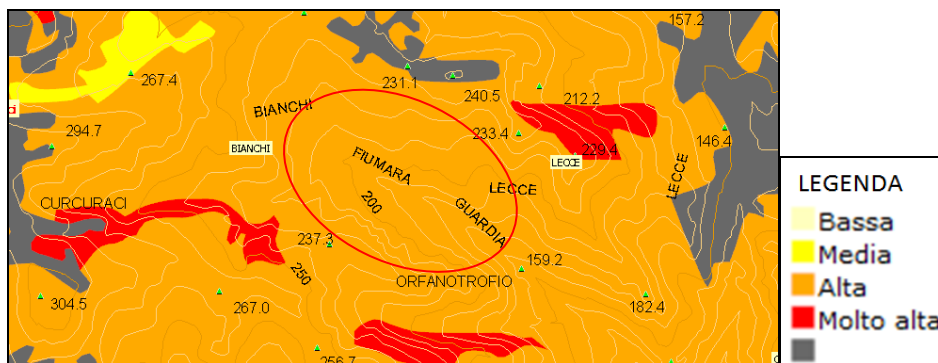 157.2
267.4
231.1
240.5
212.2
BIANCHI
294.7
233.4
146.4
BIANCHI
229.4
FIUMARA
LECCE
LECCE
LECCE
CURCURACI
200
GUARDIA
237.3
250
159.2
ORFANOTROFIO
304.5
267.0
182.4
256.7
LEGENDA
Bassa
Media
Alta
Molto alta